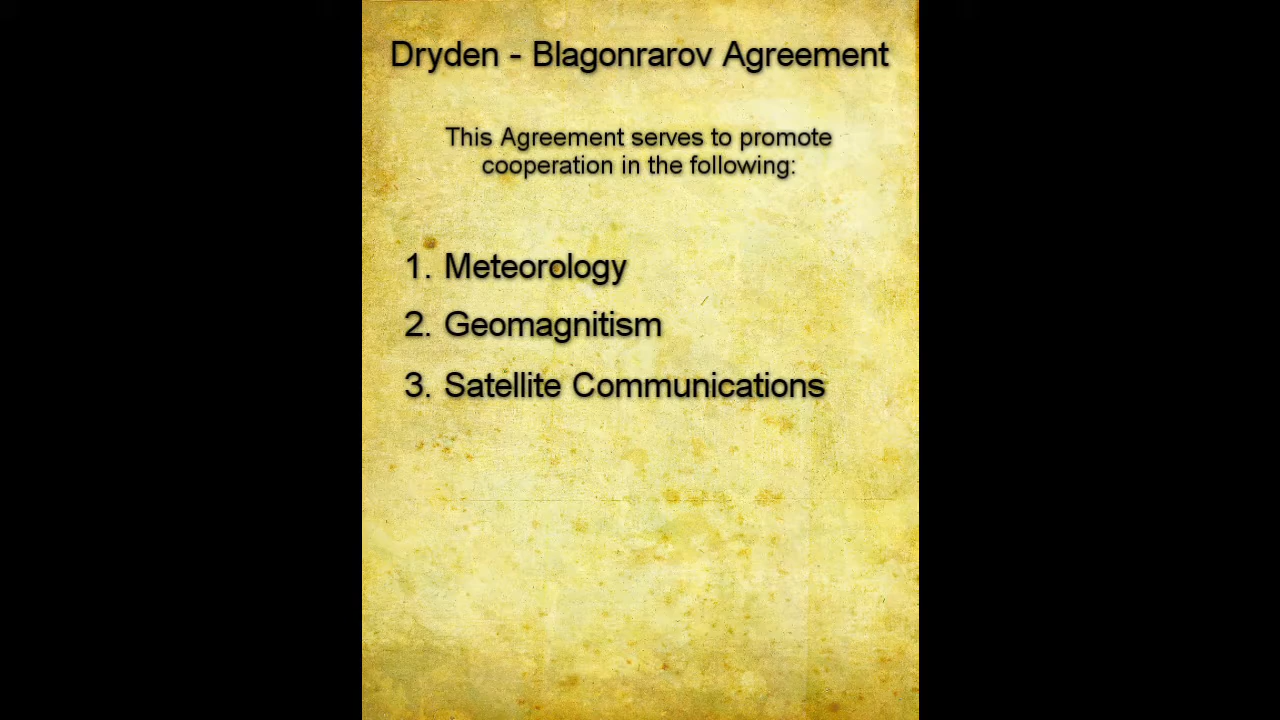 Dryden - Blagonrarov Agreement
This Agreement serves to promote
cooperation in the following:
1. Meteorology
2. Geomagnitism
3. Satellite Communications